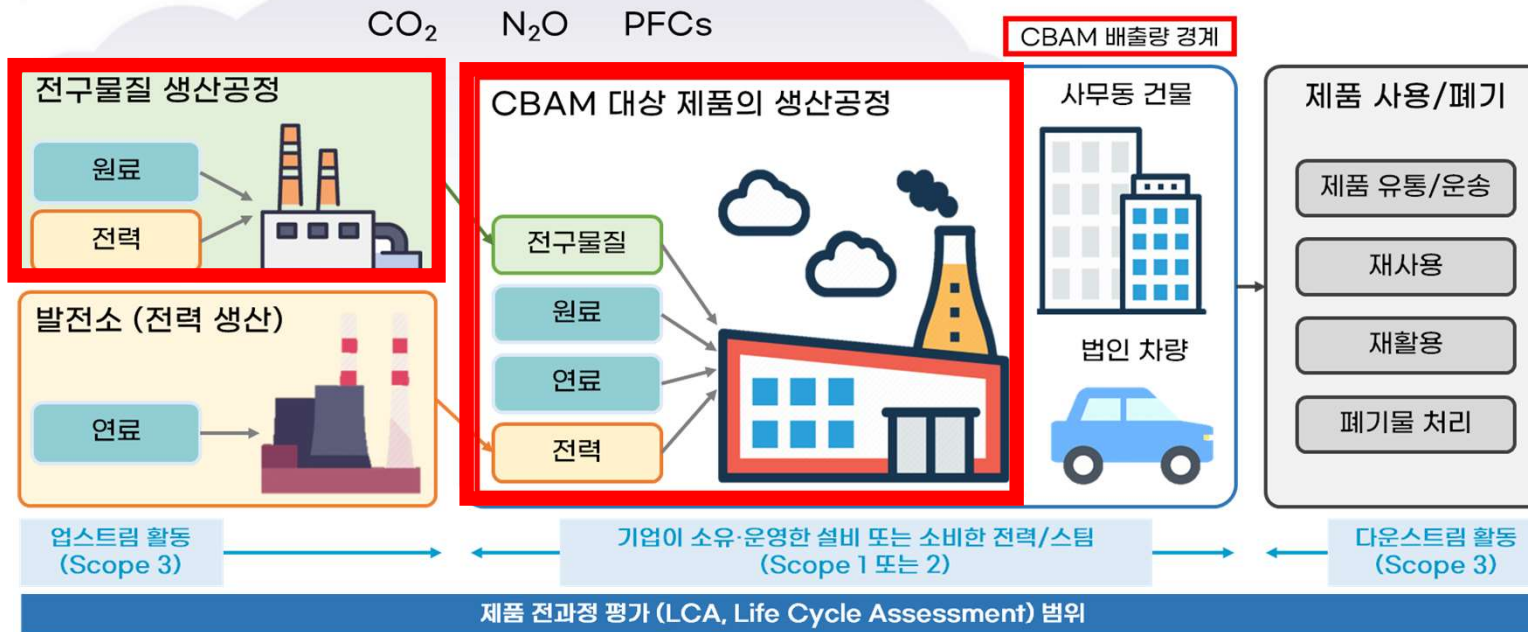 CO₂ N₂O PFCs
CBAM 배출량 경계
전구물질 생산공정
원료
전력
발전소 (전력 생산)
연료
CBAM 대상 제품의 생산공정
전구물질
원료
연료
전력
사무동 건물
법인 차량
제품 사용/폐기
제품 유통/운송
재사용
재활용
폐기물 처리
업스트림 활동
(Scope 3)
기업이 소유·운영한 설비 또는 소비한 전력/스팀
(Scope 1 또는 2)
다운스트림 활동
(Scope 3)
제품 전과정 평가 (LCA, Life Cycle Assessment) 범위